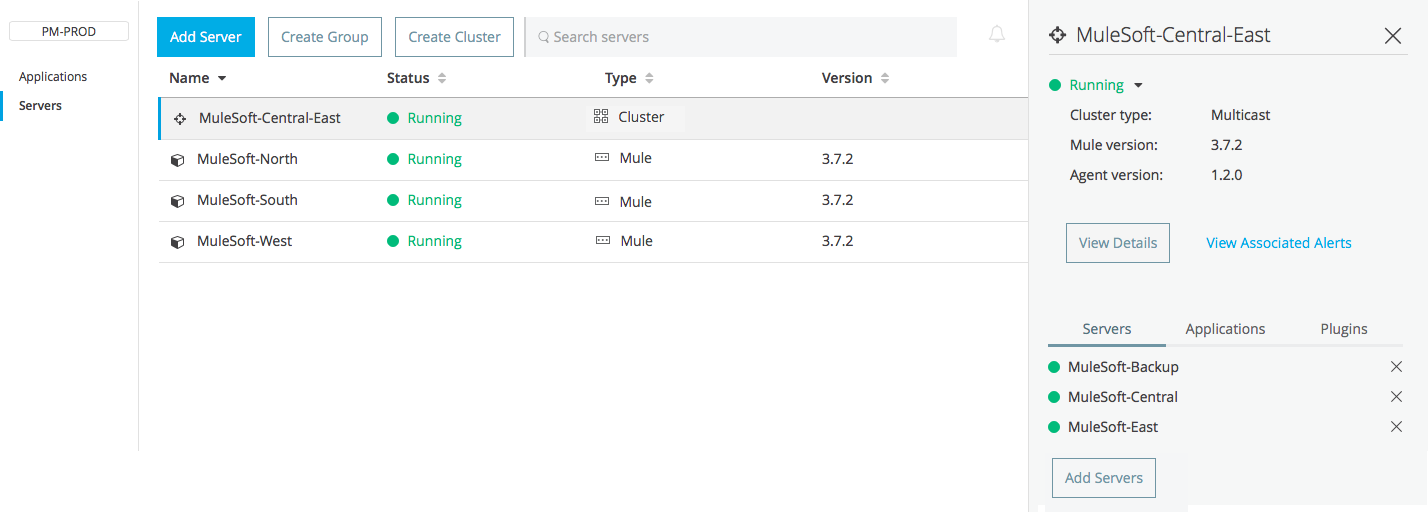 PM-PROD
Applications
Servers
Add Server Create Group Create Cluster Search servers
Name Status Type Version
MuleSoft-Central-East Running Cluster
MuleSoft-North Running Mule 3.7.2
MuleSoft-South Running Mule 3.7.2
MuleSoft-West Running Mule 3.7.2
MuleSoft-Central-East
Running
Cluster type: Multicast
Mule version: 3.7.2
Agent version: 1.2.0
View Details View Associated Alerts
Servers Applications Plugins
MuleSoft-Backup
MuleSoft-Central
MuleSoft-East
Add Servers